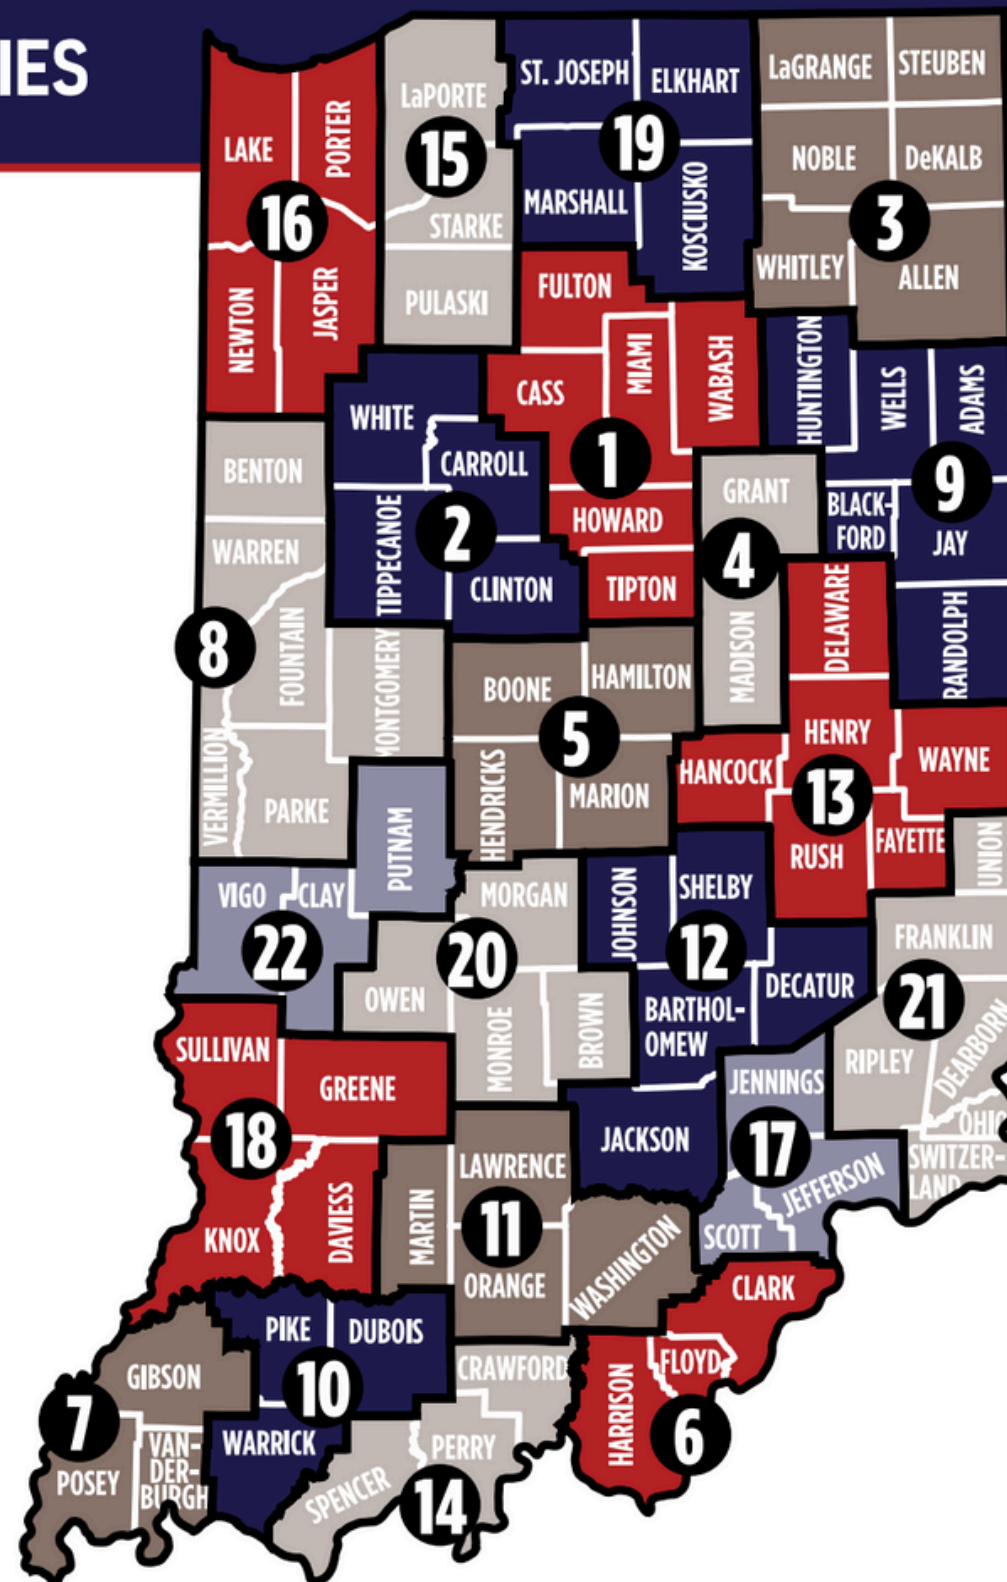 IES
LaPORTE
ST. JOSEPH
ELKHART
LaGRANGE
STEUBEN
LAKE
PORTER
15
19
NOBLE
DeKALB
16
STARKE
MARSHALL
KOSCIUSKO
3
WHITLEY
ALLEN
NEWTON
JASPER
PULASKI
FULTON
MIAMI
WABASH
HUNTINGTON
WELLS
ADAMS
WHITE
CASS
CARROLL
1
BENTON
GRANT
9
BLACK-
FORD
JAY
WARREN
TIPPECANOE
2
HOWARD
4
CLINTON
TIPTON
DELAWARE
RANDOLPH
8
FOUNTAIN
MONTGOMERY
BOONE
HAMILTON
MADISON
5
HENRY
WAYNE
VERMILLION
PARKE
PUTNAM
HENDRICKS
MARION
HANCOCK
13
RUSH
FAYETTE
UNION
VIGO
CLAY
MORGAN
JOHNSON
SHELBY
22
20
12
FRANKLIN
OWEN
MONROE
BROWN
BARTHOL-
OMEW
DECATUR
21
RIPLEY
DEARBORN
SULLIVAN
GREENE
JENNINGS
OHIO
18
LAWRENCE
JACKSON
17
SWITZER-
LAND
KNOX
DAVIESS
MARTIN
11
JEFFERSON
SCOTT
ORANGE
WASHINGTON
CLARK
PIKE
DUBOIS
GIBSON
10
CRAWFORD
FLOYD
7
HARRISON
6
POSEY
VAN-
DER-
BURGH
WARRICK
PERRY
SPENCER
14